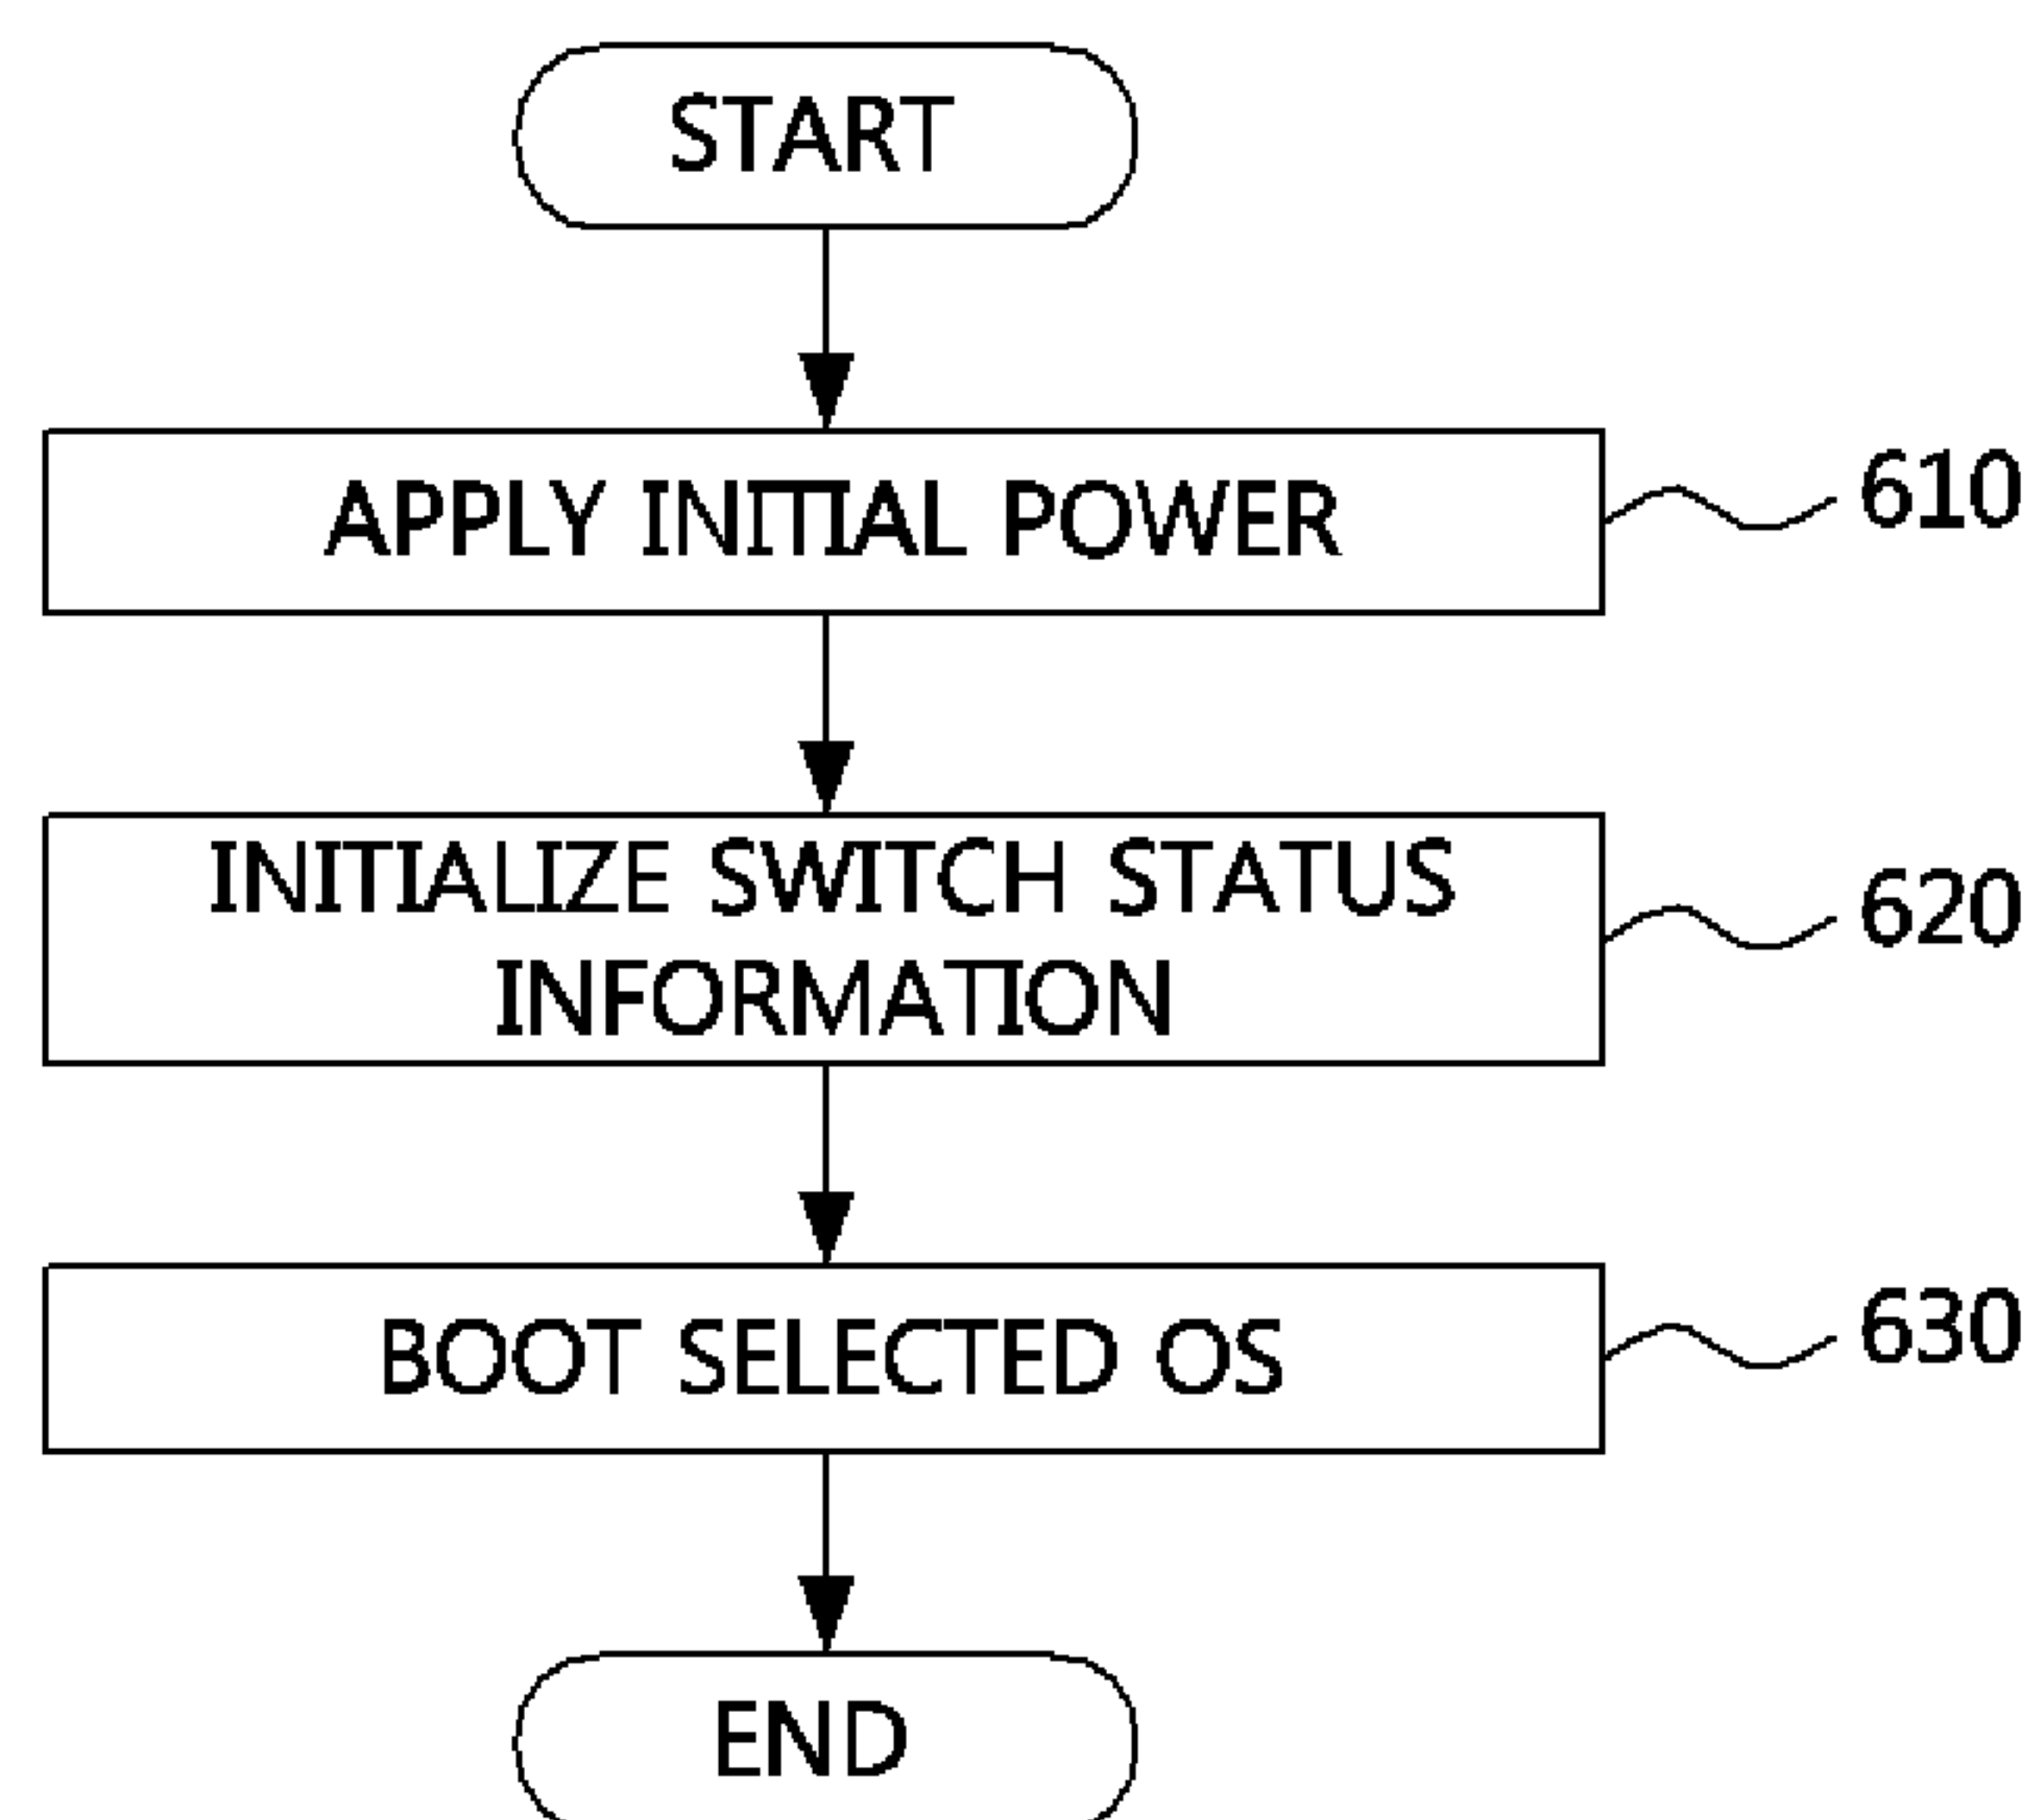 START
APPLY INITIAL POWER
610
INITIALIZE SWITCH STATUS
INFORMATION
620
BOOT SELECTED OS
630
END